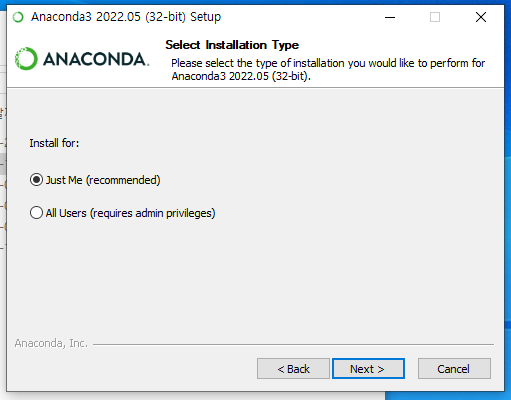 Anaconda3 2022.05 (32-bit) Setup
ANACONDA.
Select Installation Type
Please select the type of installation you would like to perform for
Anaconda3 2022.05 (32-bit).
Install for:
Just Me (recommended)
All Users (requires admin privileges)
Anaconda, Inc.
< Back
Next >
Cancel